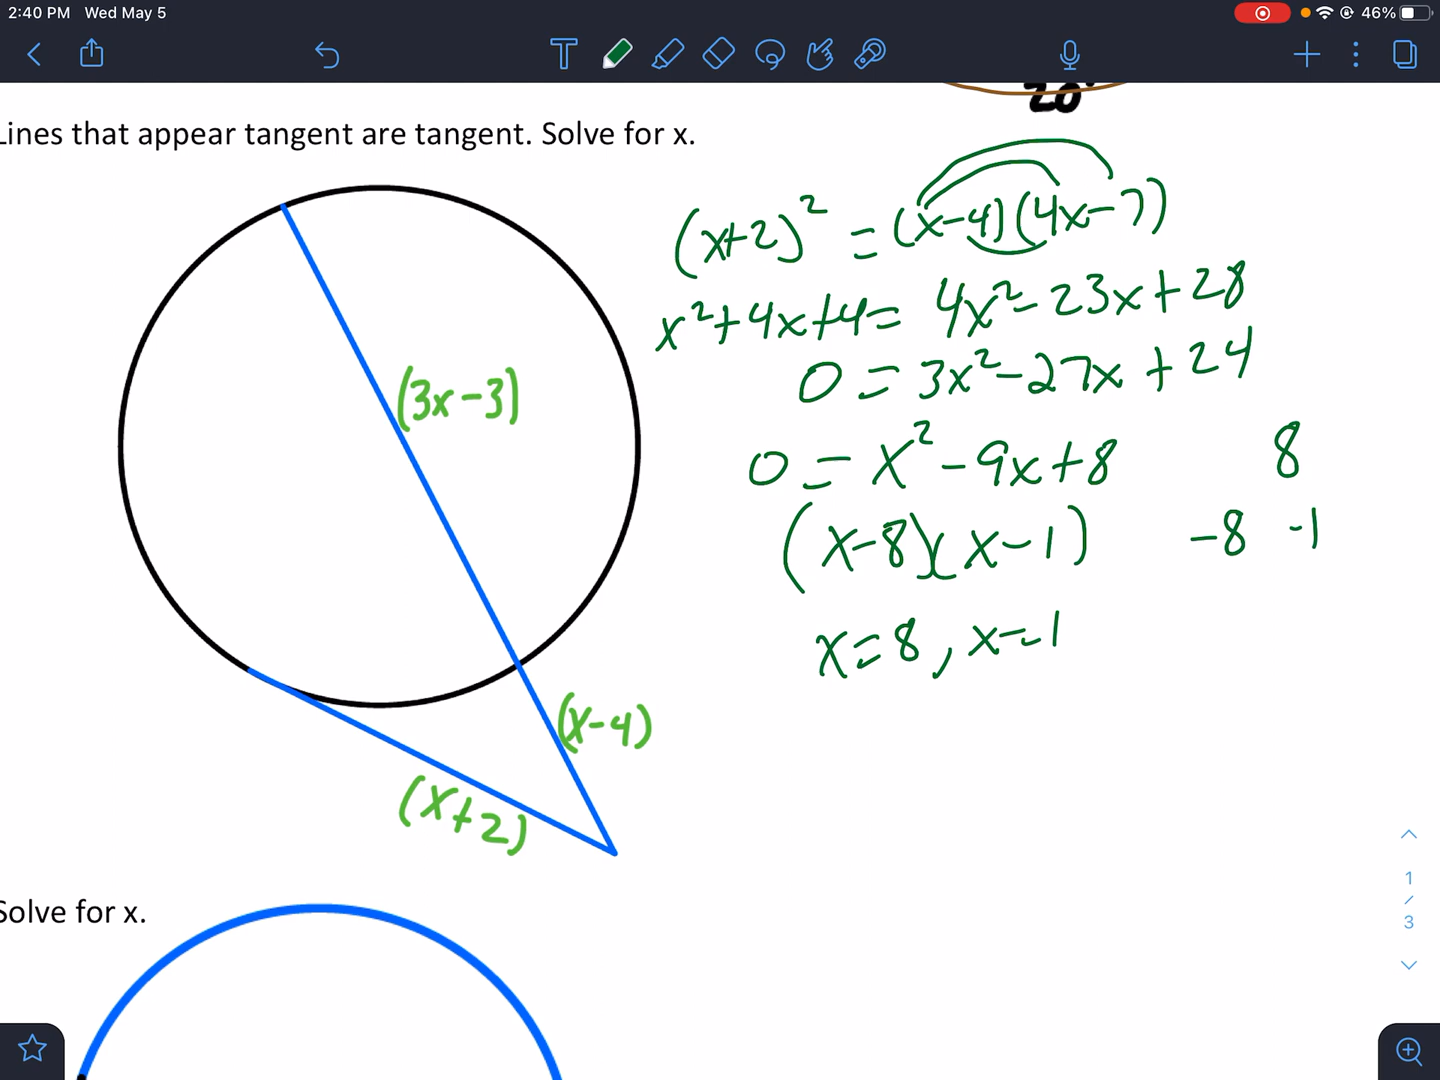 2:40 PM Wed May 5
46%
20°
Lines that appear tangent are tangent. Solve for x.
(x+2)² = (x-4)(4x-7)
x²+4x+4 = 4x²-23x+28
0 = 3x²-27x+24
0 = x²-9x+8
8
(x-8)(x-1)
-8 -1
x=8, x=1
(3x-3)
(x-4)
(x+2)
Solve for x.
1
/
3